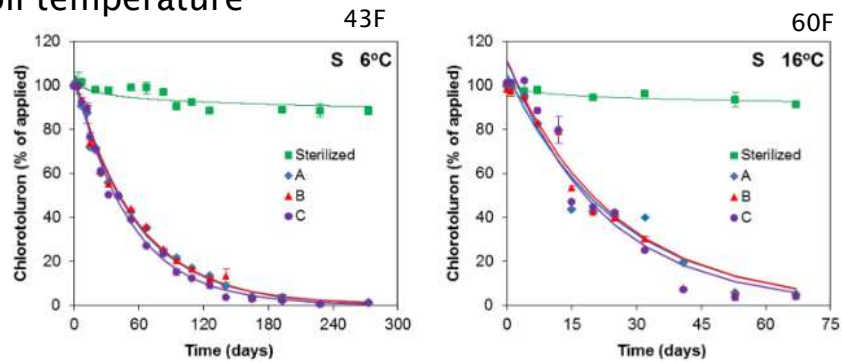 oil temperature
43F
60F
120
100
80
60
40
20
0
Chlorotoluron (% of applied)
S 6°C
Sterilized
A
B
C
0 60 120 180 240 300
Time (days)
120
100
80
60
40
20
0
Chlorotoluron (% of applied)
S 16°C
Sterilized
A
B
C
0 15 30 45 60 75
Time (days)